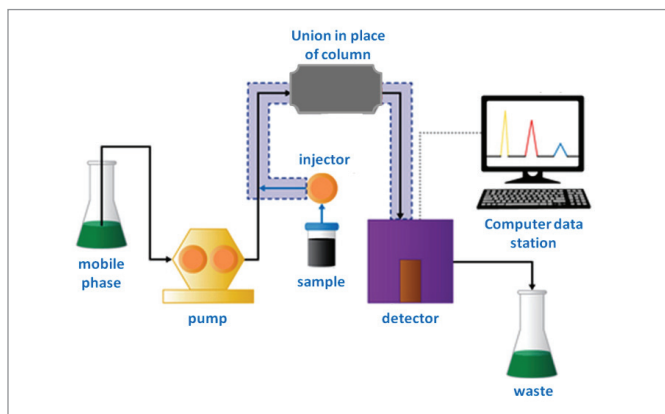 Union in place
of column
injector
mobile
phase
pump
sample
detector
Computer data
station
waste